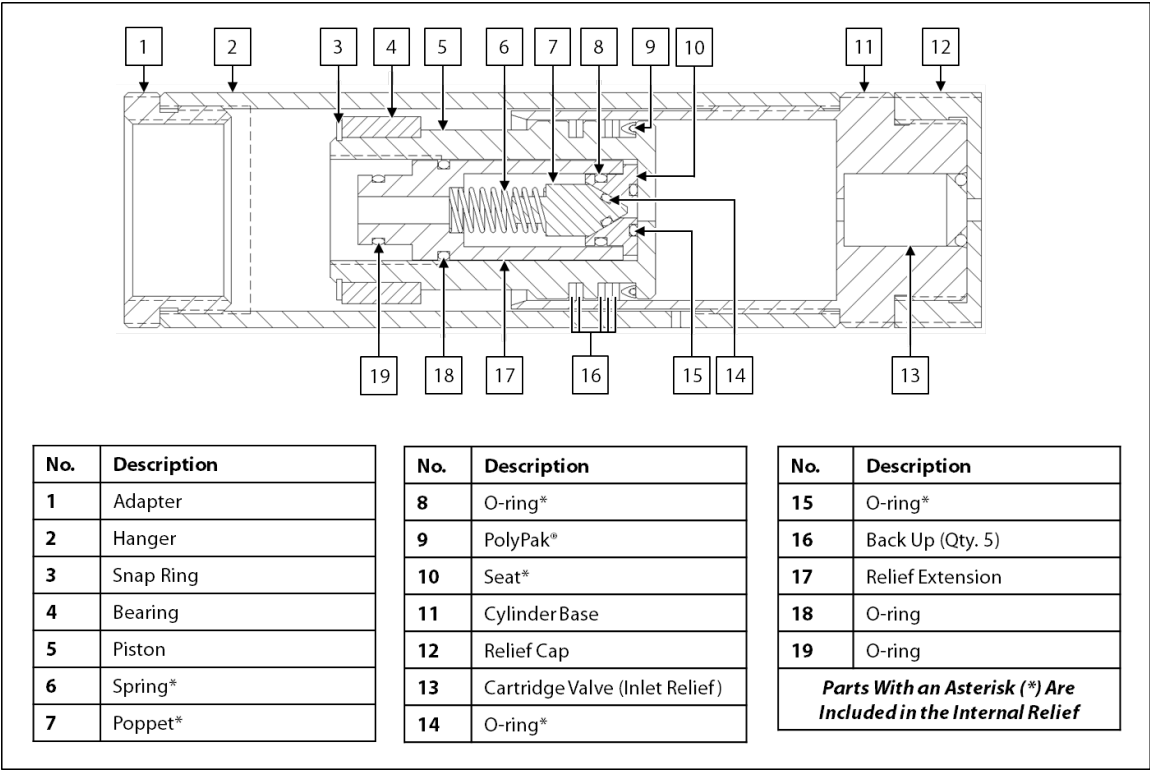 1 2 3 4 5 6 7 8 9 10 11 12
19 18 17 16 15 14 13
No. Description
1 Adapter
2 Hanger
3 Snap Ring
4 Bearing
5 Piston
6 Spring*
7 Poppet*
No. Description
8 O-ring*
9 PolyPak®
10 Seat*
11 Cylinder Base
12 Relief Cap
13 Cartridge Valve (Inlet Relief)
14 O-ring*
No. Description
15 O-ring*
16 Back Up (Qty. 5)
17 Relief Extension
18 O-ring
19 O-ring
Parts With an Asterisk (*) Are
Included in the Internal Relief